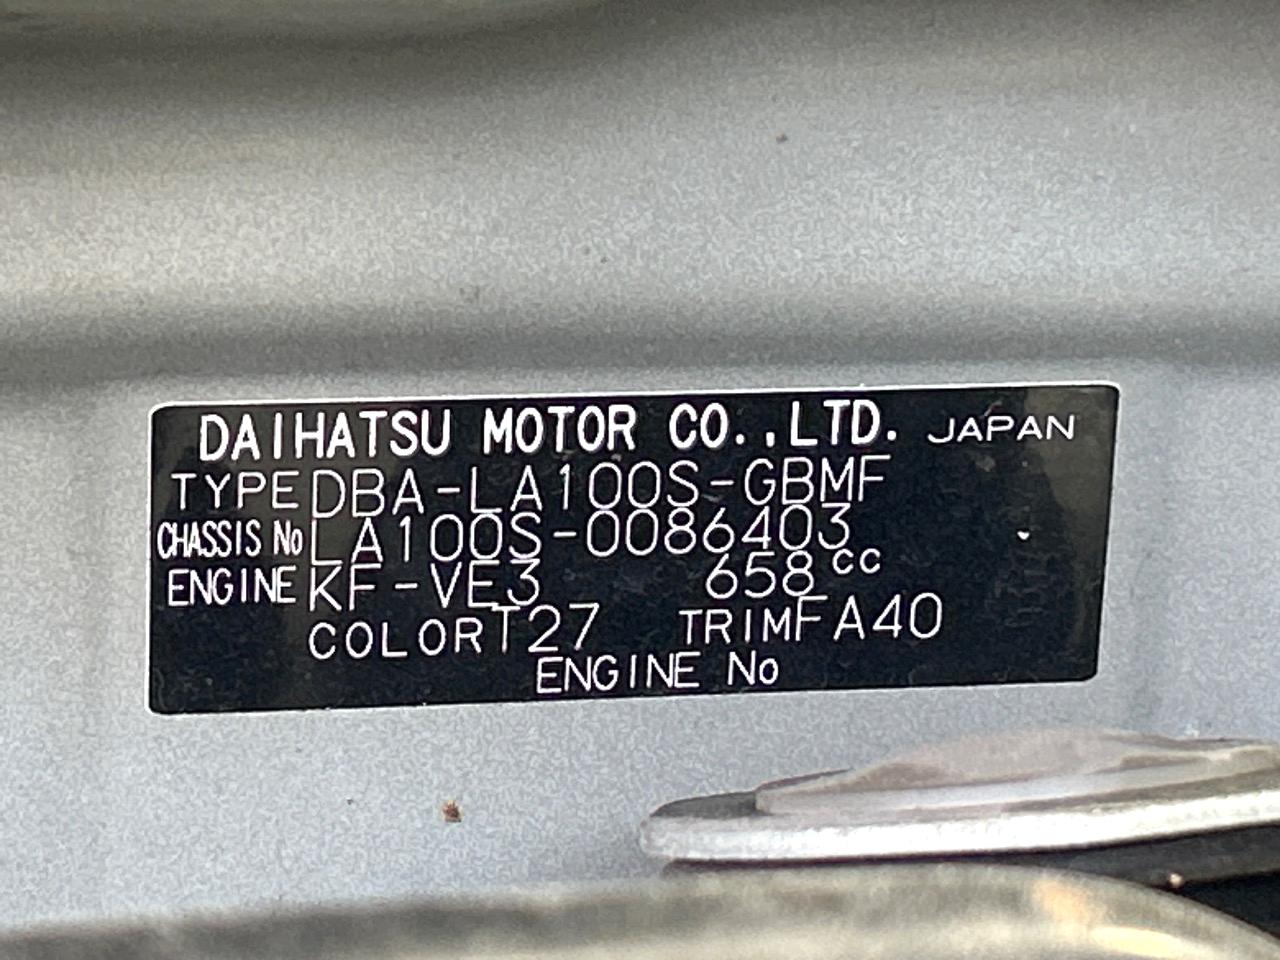 DAIHATSU MOTOR CO.,LTD. JAPAN
TYPE DBA-LA100S-GBMF
CHASSIS No LA100S-0086403
ENGINE KF-VE3 658cc
COLOR T27 TRIM FA40
ENGINE No